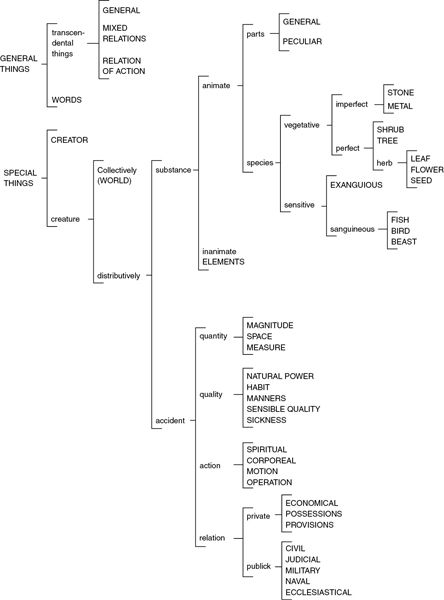 GENERAL
THINGS
transcen-
dental
things
GENERAL
MIXED
RELATIONS
RELATION
OF ACTION
WORDS
SPECIAL
THINGS
CREATOR
creature
Collectively
(WORLD)
distributively
substance
animate
parts
GENERAL
PECULIAR
species
vegetative
imperfect
STONE
METAL
perfect
SHRUB
TREE
herb
LEAF
FLOWER
SEED
sensitive
EXANGUIOUS
sanguineous
FISH
BIRD
BEAST
inanimate
ELEMENTS
accident
quantity
MAGNITUDE
SPACE
MEASURE
quality
NATURAL POWER
HABIT
MANNERS
SENSIBLE QUALITY
SICKNESS
action
SPIRITUAL
CORPOREAL
MOTION
OPERATION
relation
private
ECONOMICAL
POSSESSIONS
PROVISIONS
publick
CIVIL
JUDICIAL
MILITARY
NAVAL
ECCLESIASTICAL